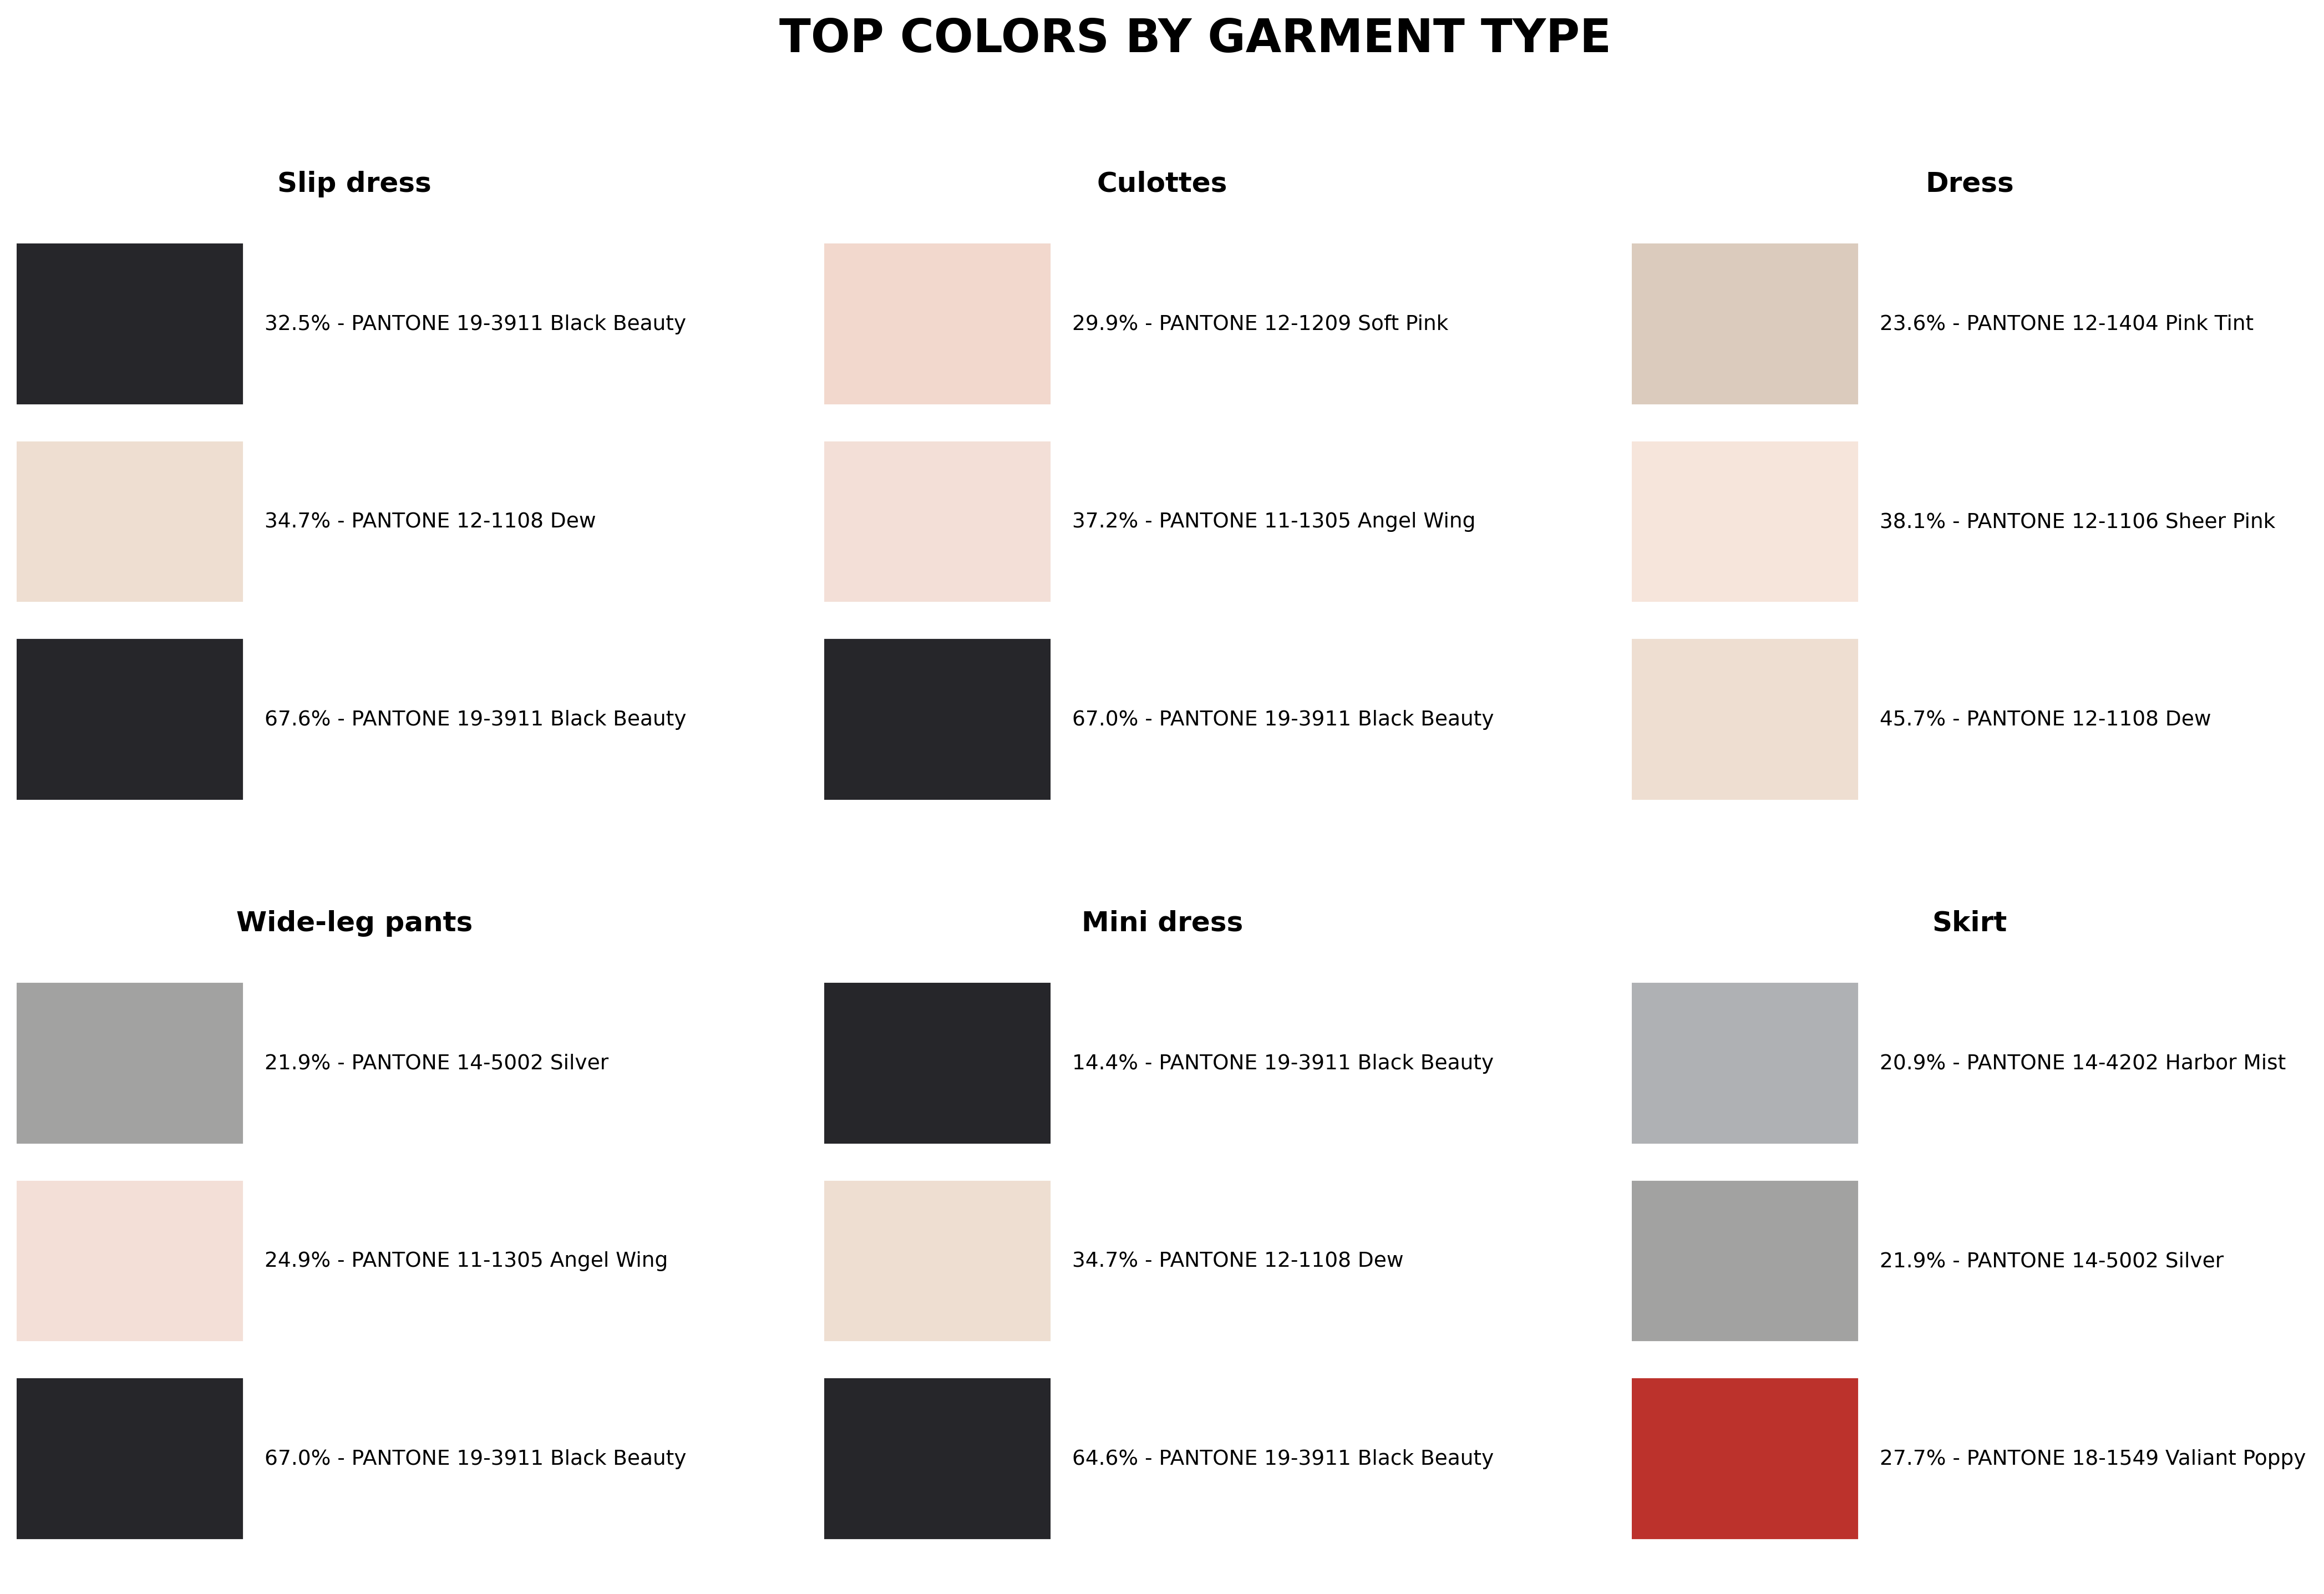 TOP COLORS BY GARMENT TYPE
Slip dress
32.5% - PANTONE 19-3911 Black Beauty
34.7% - PANTONE 12-1108 Dew
67.6% - PANTONE 19-3911 Black Beauty
Culottes
29.9% - PANTONE 12-1209 Soft Pink
37.2% - PANTONE 11-1305 Angel Wing
67.0% - PANTONE 19-3911 Black Beauty
Dress
23.6% - PANTONE 12-1404 Pink Tint
38.1% - PANTONE 12-1106 Sheer Pink
45.7% - PANTONE 12-1108 Dew
Wide-leg pants
21.9% - PANTONE 14-5002 Silver
24.9% - PANTONE 11-1305 Angel Wing
67.0% - PANTONE 19-3911 Black Beauty
Mini dress
14.4% - PANTONE 19-3911 Black Beauty
34.7% - PANTONE 12-1108 Dew
64.6% - PANTONE 19-3911 Black Beauty
Skirt
20.9% - PANTONE 14-4202 Harbor Mist
21.9% - PANTONE 14-5002 Silver
27.7% - PANTONE 18-1549 Valiant Poppy